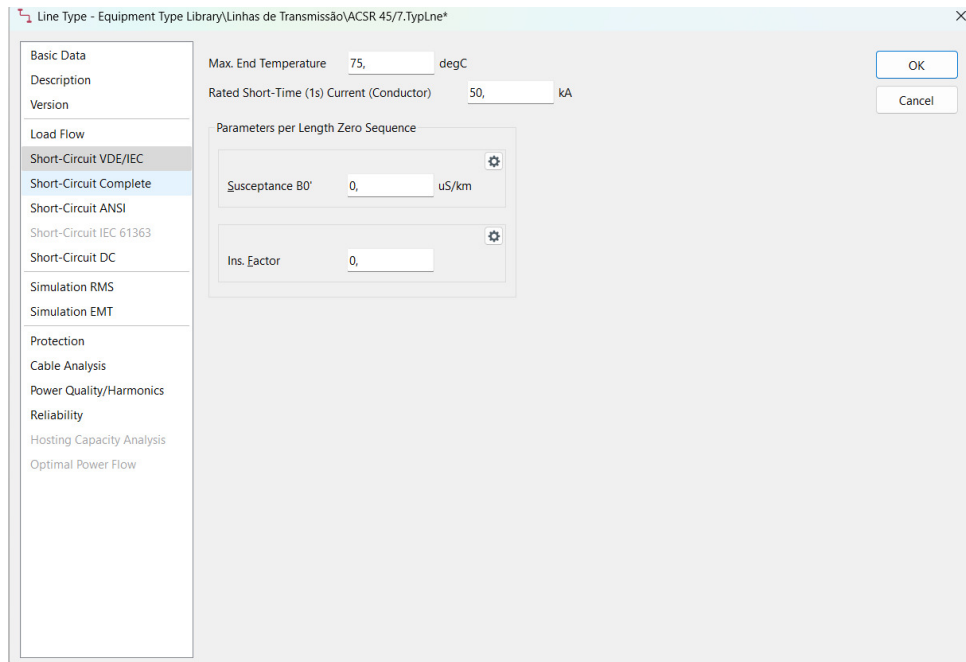 Line Type - Equipment Type Library\Linhas de Transmissão\ACSR 45/7.TypLne*
Basic Data
Description
Version
Load Flow
Short-Circuit VDE/IEC
Short-Circuit Complete
Short-Circuit ANSI
Short-Circuit IEC 61363
Short-Circuit DC
Simulation RMS
Simulation EMT
Protection
Cable Analysis
Power Quality/Harmonics
Reliability
Hosting Capacity Analysis
Optimal Power Flow
Max. End Temperature 75, degC
Rated Short-Time (1s) Current (Conductor) 50, kA
Parameters per Length Zero Sequence
Susceptance B0' 0, uS/km
Ins. Factor 0,
OK
Cancel